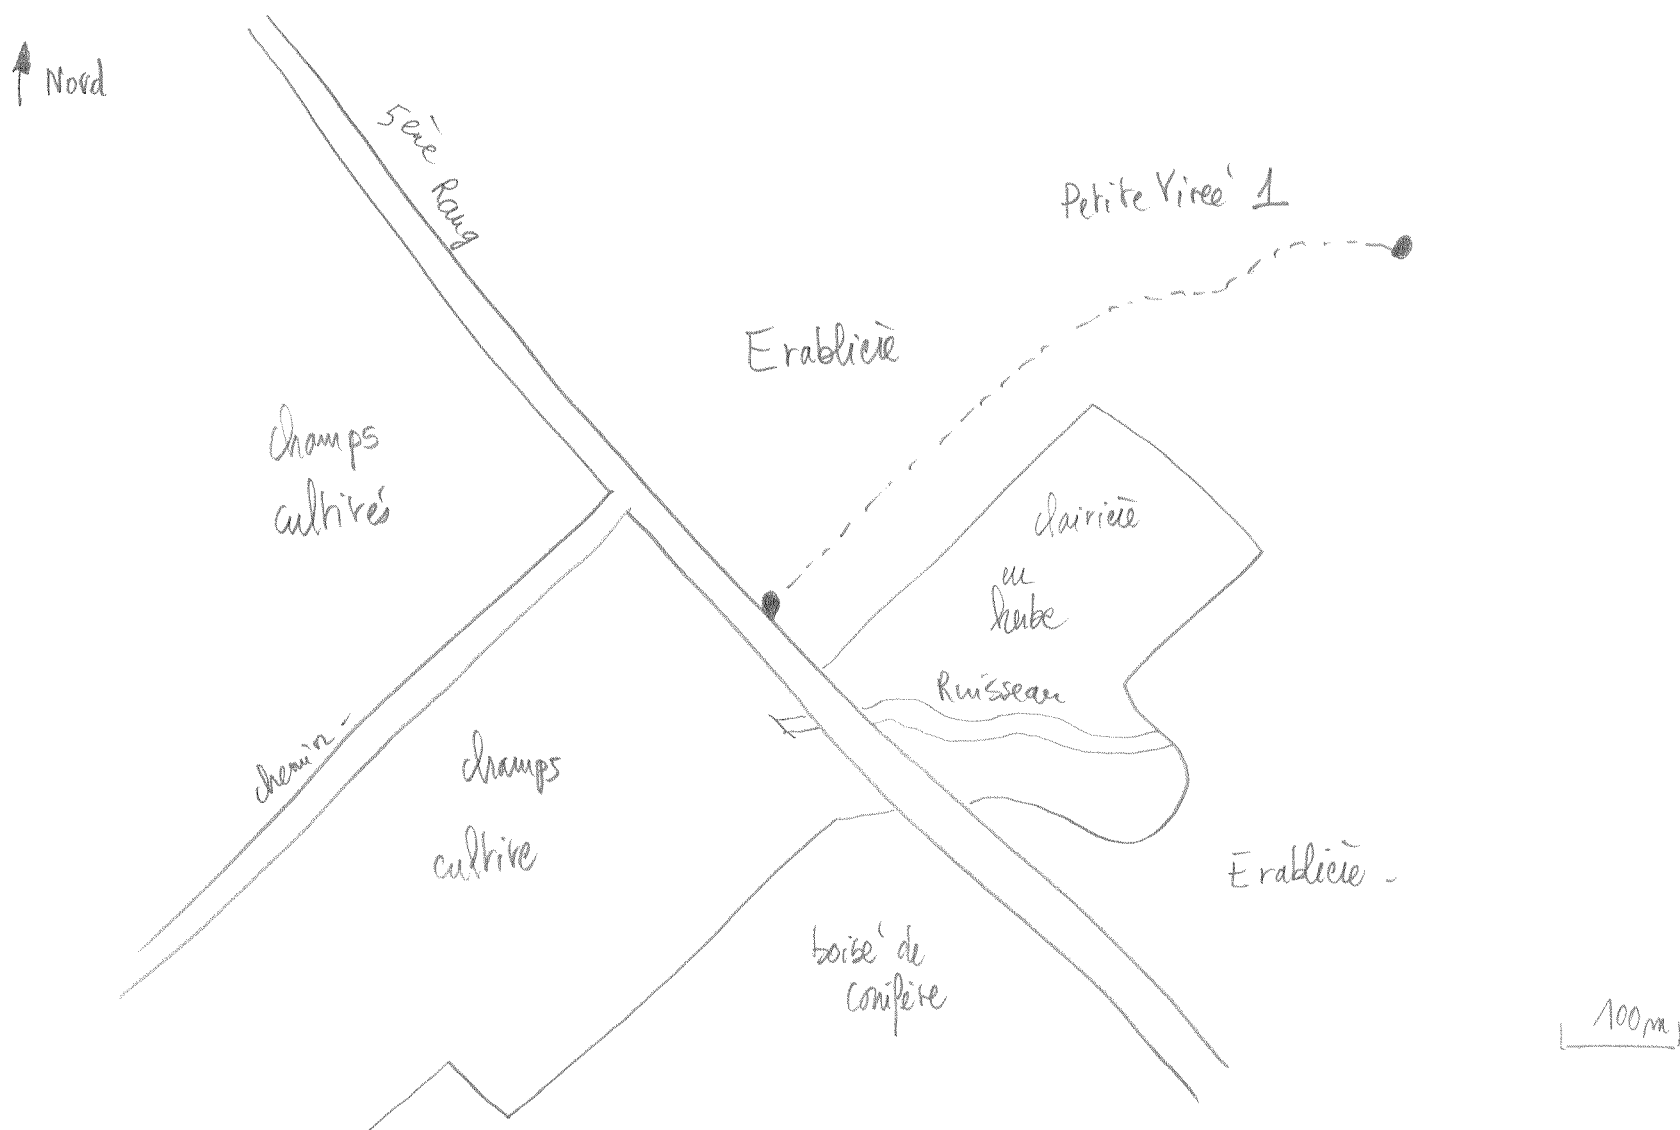 Nord
5ème Rang
Petite Virée 1
Erablière
champs
cultivés
clairière
en
herbe
Ruisseau
chemin
champs
cultivé
Erablière
boisé de
conifère
100m